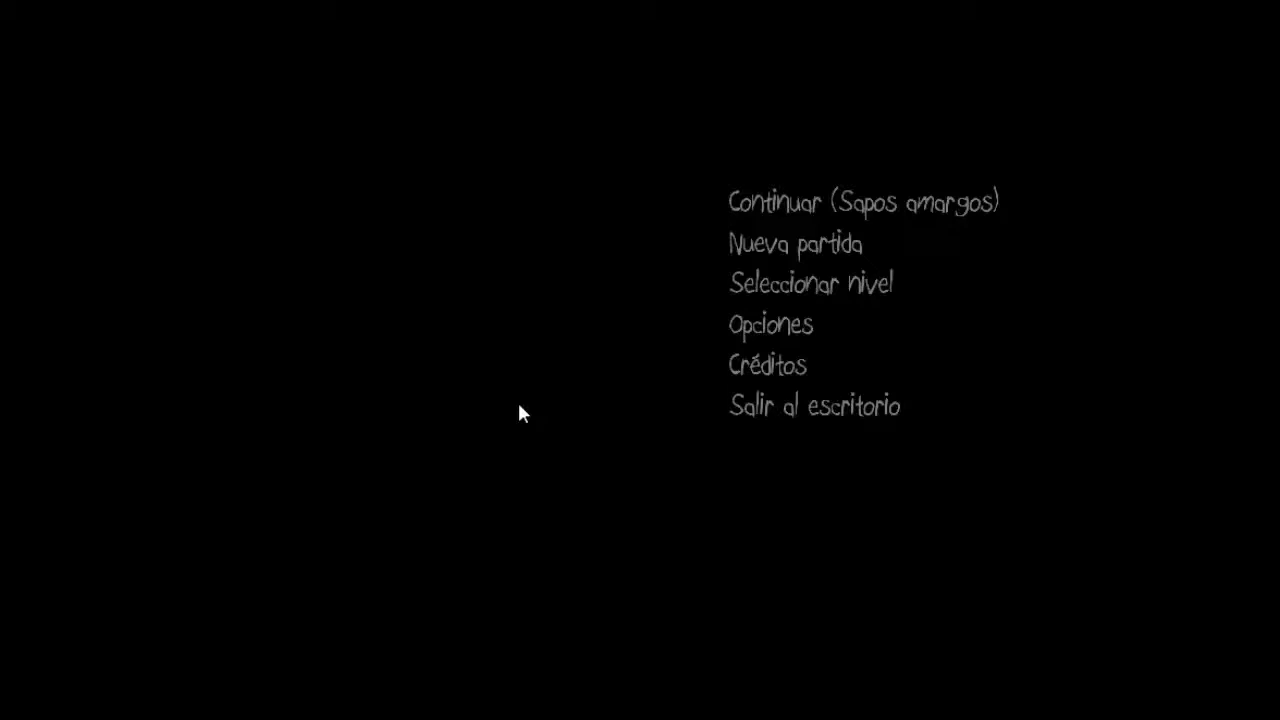 Continuar (Sapos amargos)
Nueva partida
Seleccionar nivel
Opciones
Créditos
Salir al escritorio